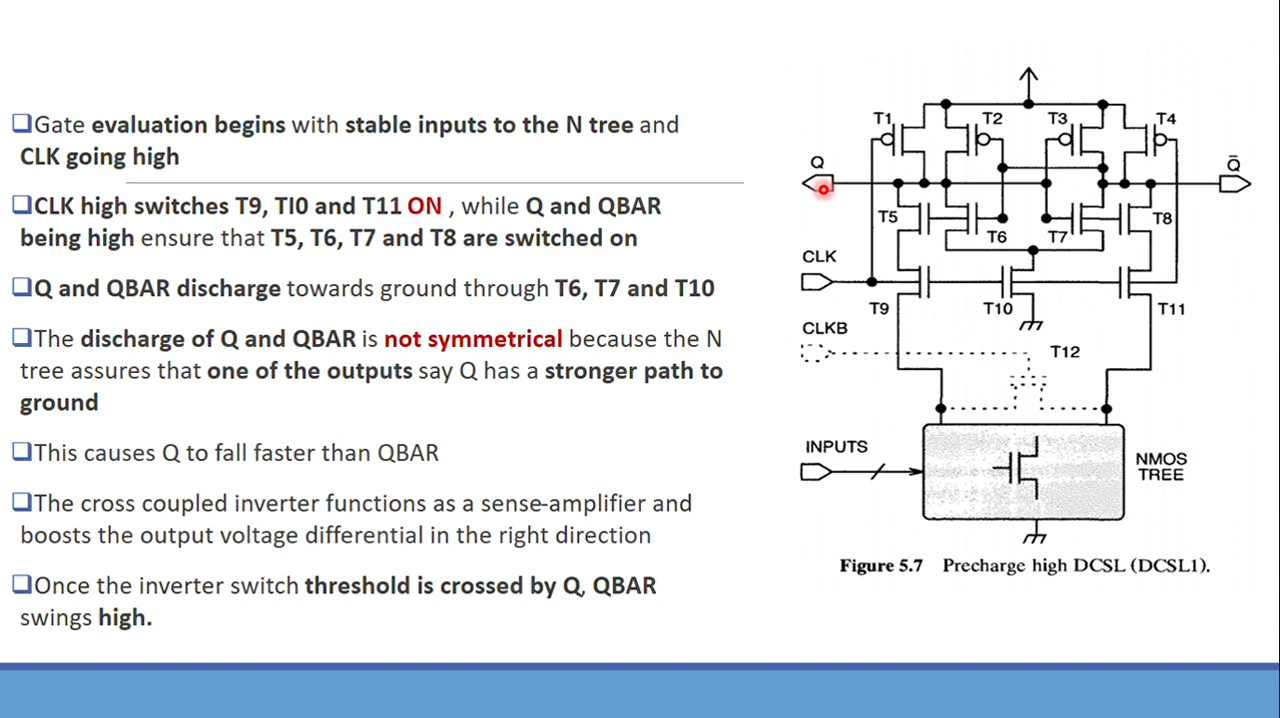 ❑Gate evaluation begins with stable inputs to the N tree and
CLK going high
❑CLK high switches T9, TI0 and T11 ON , while Q and QBAR
being high ensure that T5, T6, T7 and T8 are switched on
❑Q and QBAR discharge towards ground through T6, T7 and T10
❑The discharge of Q and QBAR is not symmetrical because the N
tree assures that one of the outputs say Q has a stronger path to
ground
❑This causes Q to fall faster than QBAR
❑The cross coupled inverter functions as a sense-amplifier and
boosts the output voltage differential in the right direction
❑Once the inverter switch threshold is crossed by Q, QBAR
swings high.
T1 T2 T3 T4
Q Q̄
T5 T6 T7 T8
CLK
T9 T10 T11
CLKB
T12
INPUTS
NMOS
TREE
Figure 5.7 Precharge high DCSL (DCSL1).